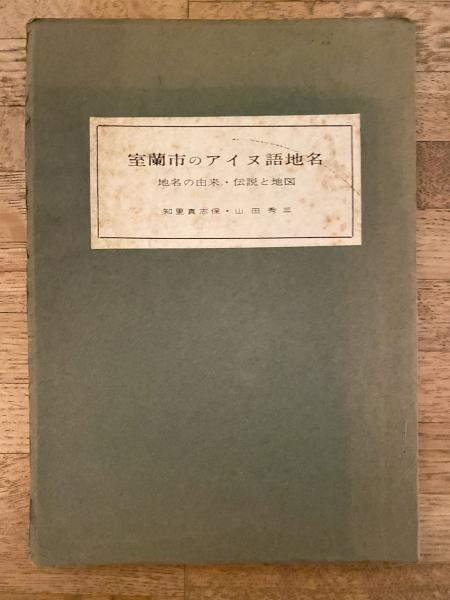 室蘭市のアイヌ語地名
地名の由来・伝説と地図
知里真志保・山田秀三